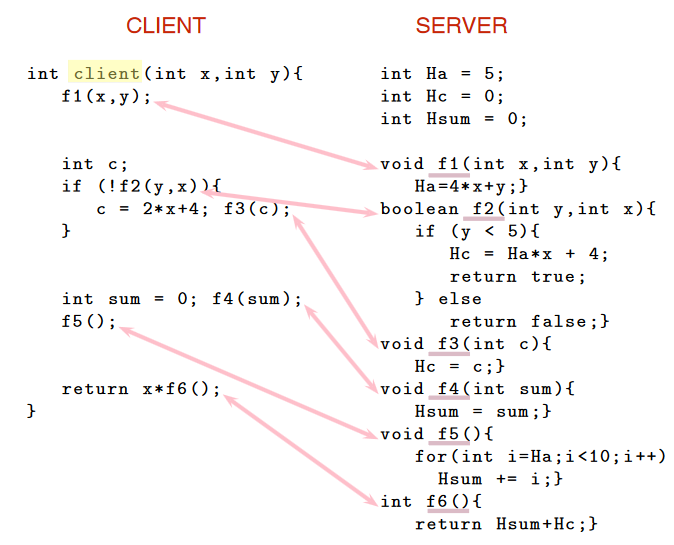 CLIENT
int client(int x,int y){
f1(x,y);
int c;
if (!f2(y,x)){
c = 2*x+4; f3(c);
}
int sum = 0; f4(sum);
f5();
return x*f6();
}
SERVER
int Ha = 5;
int Hc = 0;
int Hsum = 0;
void f1(int x,int y){
Ha=4*x+y;}
boolean f2(int y,int x){
if (y < 5){
Hc = Ha*x + 4;
return true;
} else
return false;}
void f3(int c){
Hc = c;}
void f4(int sum){
Hsum = sum;}
void f5(){
for(int i=Ha;i<10;i++)
Hsum += i;}
int f6(){
return Hsum+Hc;}